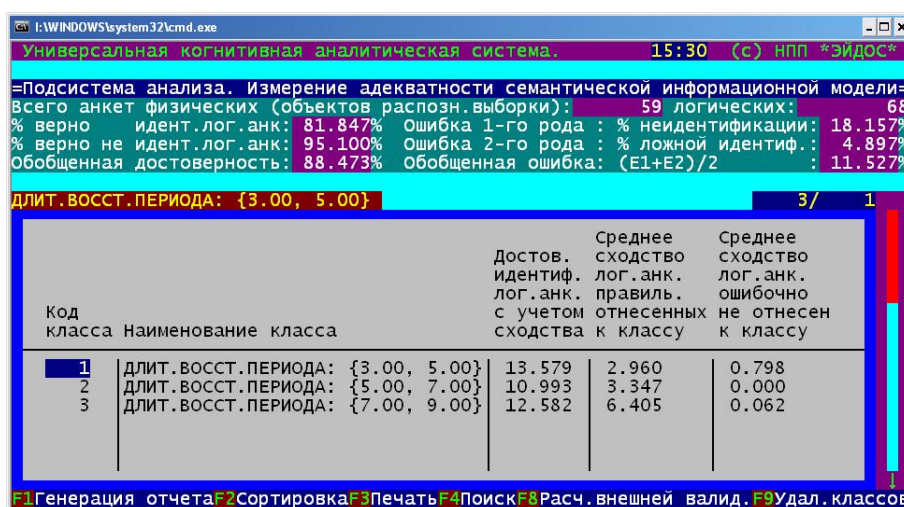 I:\WINDOWS\system32\cmd.exe
Универсальная когнитивная аналитическая система. 15:30 (с) НПП *ЭЙДОС*
=Подсистема анализа. Измерение адекватности семантической информационной модели=
Всего анкет физических (объектов распозн.выборки): 59 логических: 68
% верно идент.лог.анк: 81.847% Ошибка 1-го рода : % неидентификации: 18.157%
% верно не идент.лог.анк: 95.100% Ошибка 2-го рода : % ложной идентиф.: 4.897%
Обобщенная достоверность: 88.473% Обобщенная ошибка: (E1+E2)/2 : 11.527%
ДЛИТ.ВОССТ.ПЕРИОДА: {3.00, 5.00} 3/ 1
Среднее Среднее
Достов. сходство сходство
идентиф. лог.анк. лог.анк.
лог.анк. правиль. ошибочно
Код с учетом отнесенных не отнесен
класса Наименование класса сходства к классу к классу
1 ДЛИТ.ВОССТ.ПЕРИОДА: {3.00, 5.00} 13.579 2.960 0.798
2 ДЛИТ.ВОССТ.ПЕРИОДА: {5.00, 7.00} 10.993 3.347 0.000
3 ДЛИТ.ВОССТ.ПЕРИОДА: {7.00, 9.00} 12.582 6.405 0.062
F1Генерация отчетаF2СортировкаF3ПечатьF4ПоискF8Расч.внешней валид.F9Удал.классов